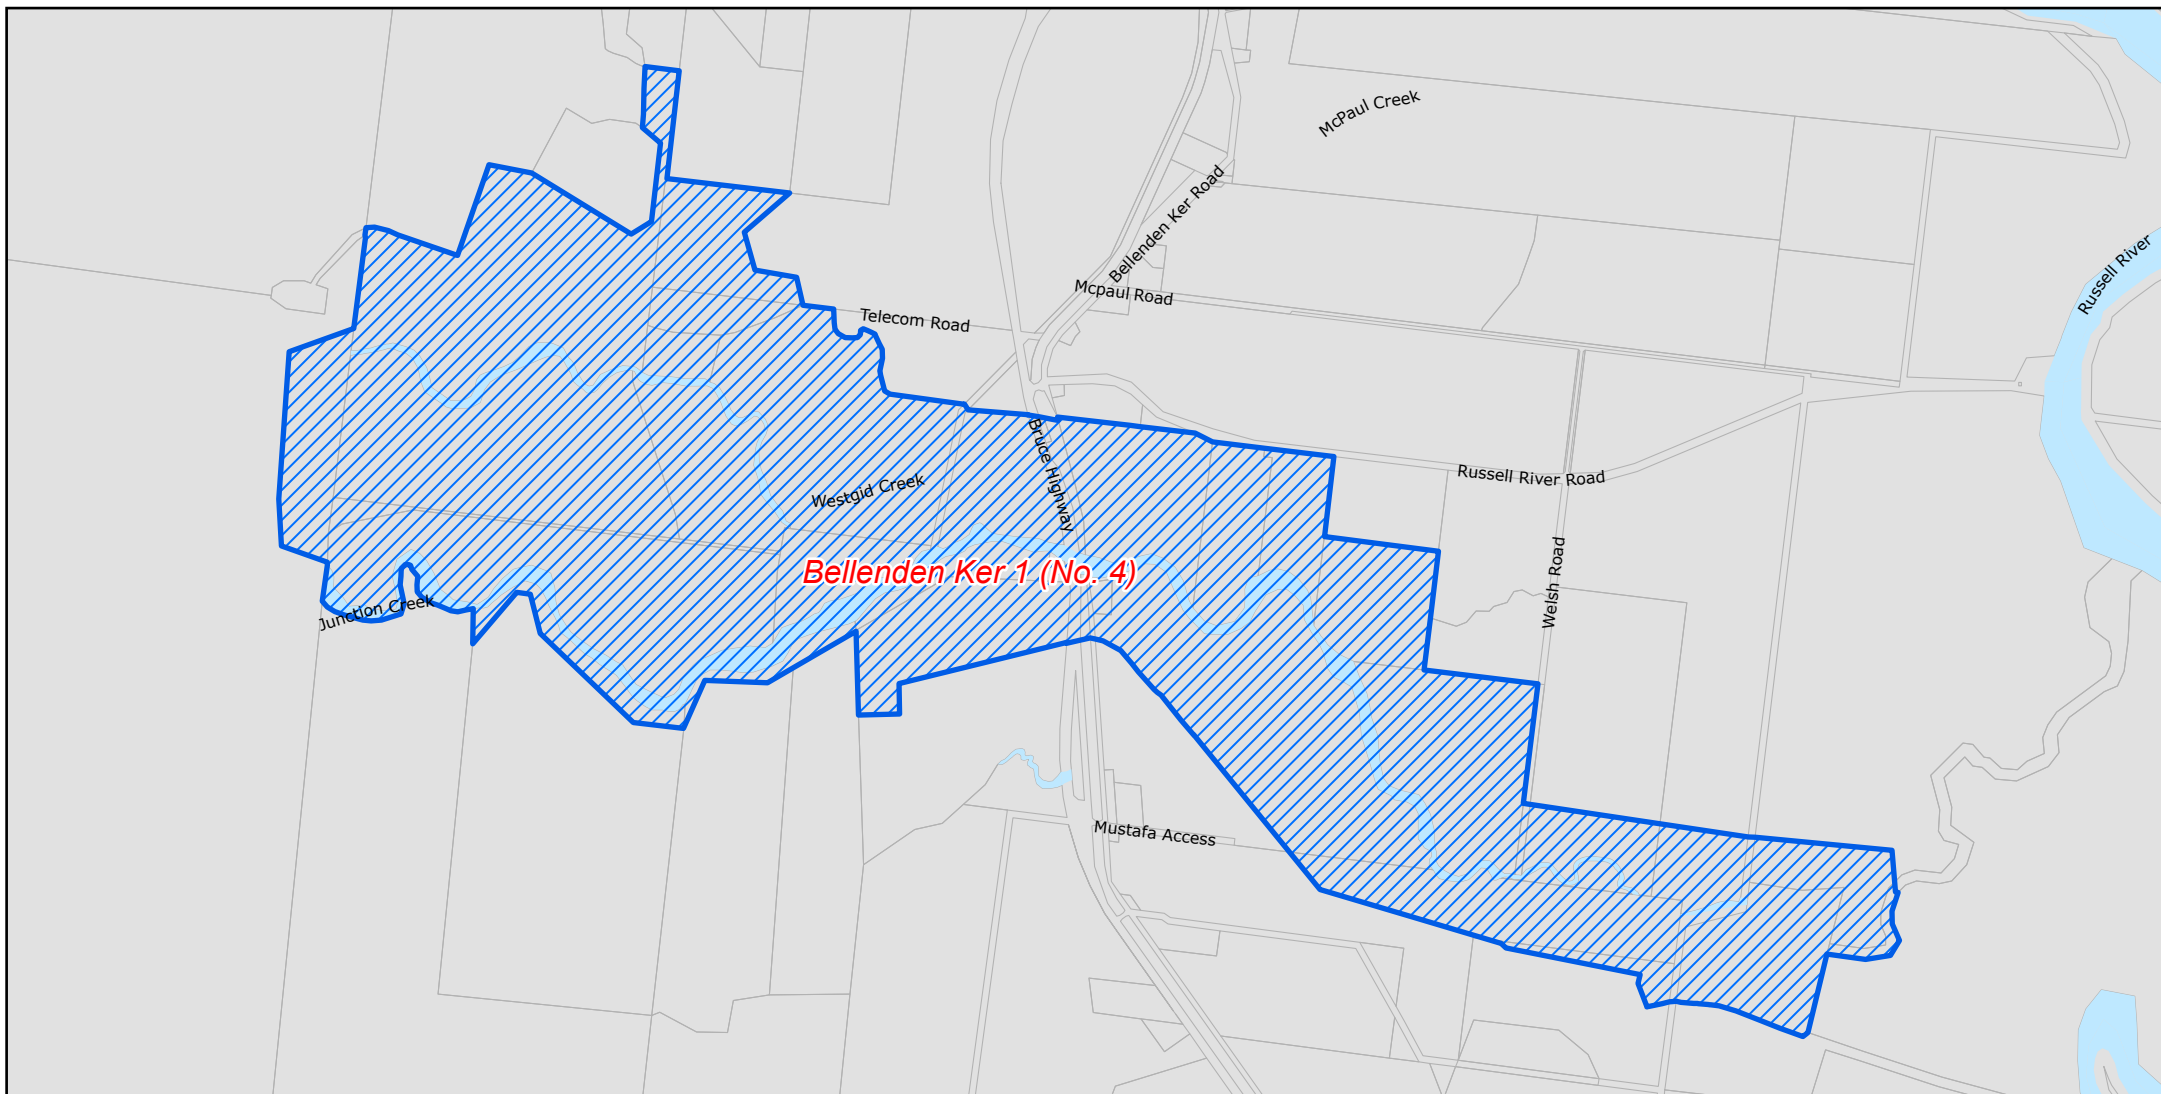 McPaul Creek
Bellenden Ker Road
Russell River
Mcpaul Road
Telecom Road
Bruce Highway
Russell River Road
Westgid Creek
Bellenden Ker 1 (No. 4)
Welsh Road
Junction Creek
Mustafa Access